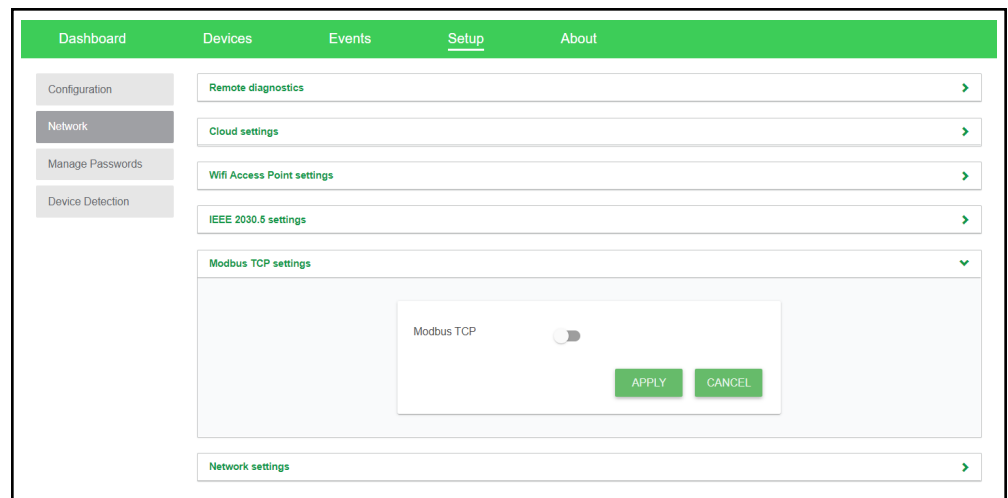 Dashboard Devices Events Setup About
Configuration
Network
Manage Passwords
Device Detection
Remote diagnostics
Cloud settings
Wifi Access Point settings
IEEE 2030.5 settings
Modbus TCP settings
Modbus TCP
APPLY CANCEL
Network settings